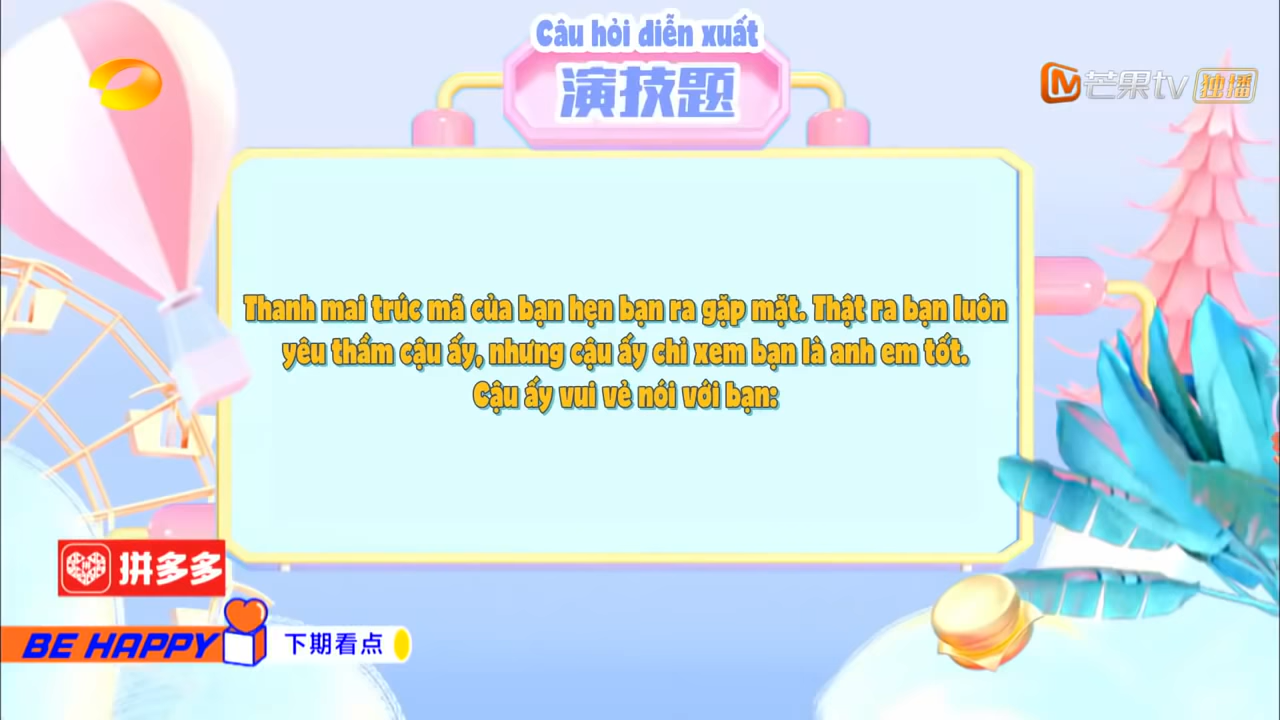 Câu hỏi diễn xuất
演技题
芒果tv 独播
Thanh mai trúc mã của bạn hẹn bạn ra gặp mặt. Thật ra bạn luôn
yêu thầm cậu ấy, nhưng cậu ấy chỉ xem bạn là anh em tốt.
Cậu ấy vui vẻ nói với bạn:
拼多多
BE HAPPY
下期看点